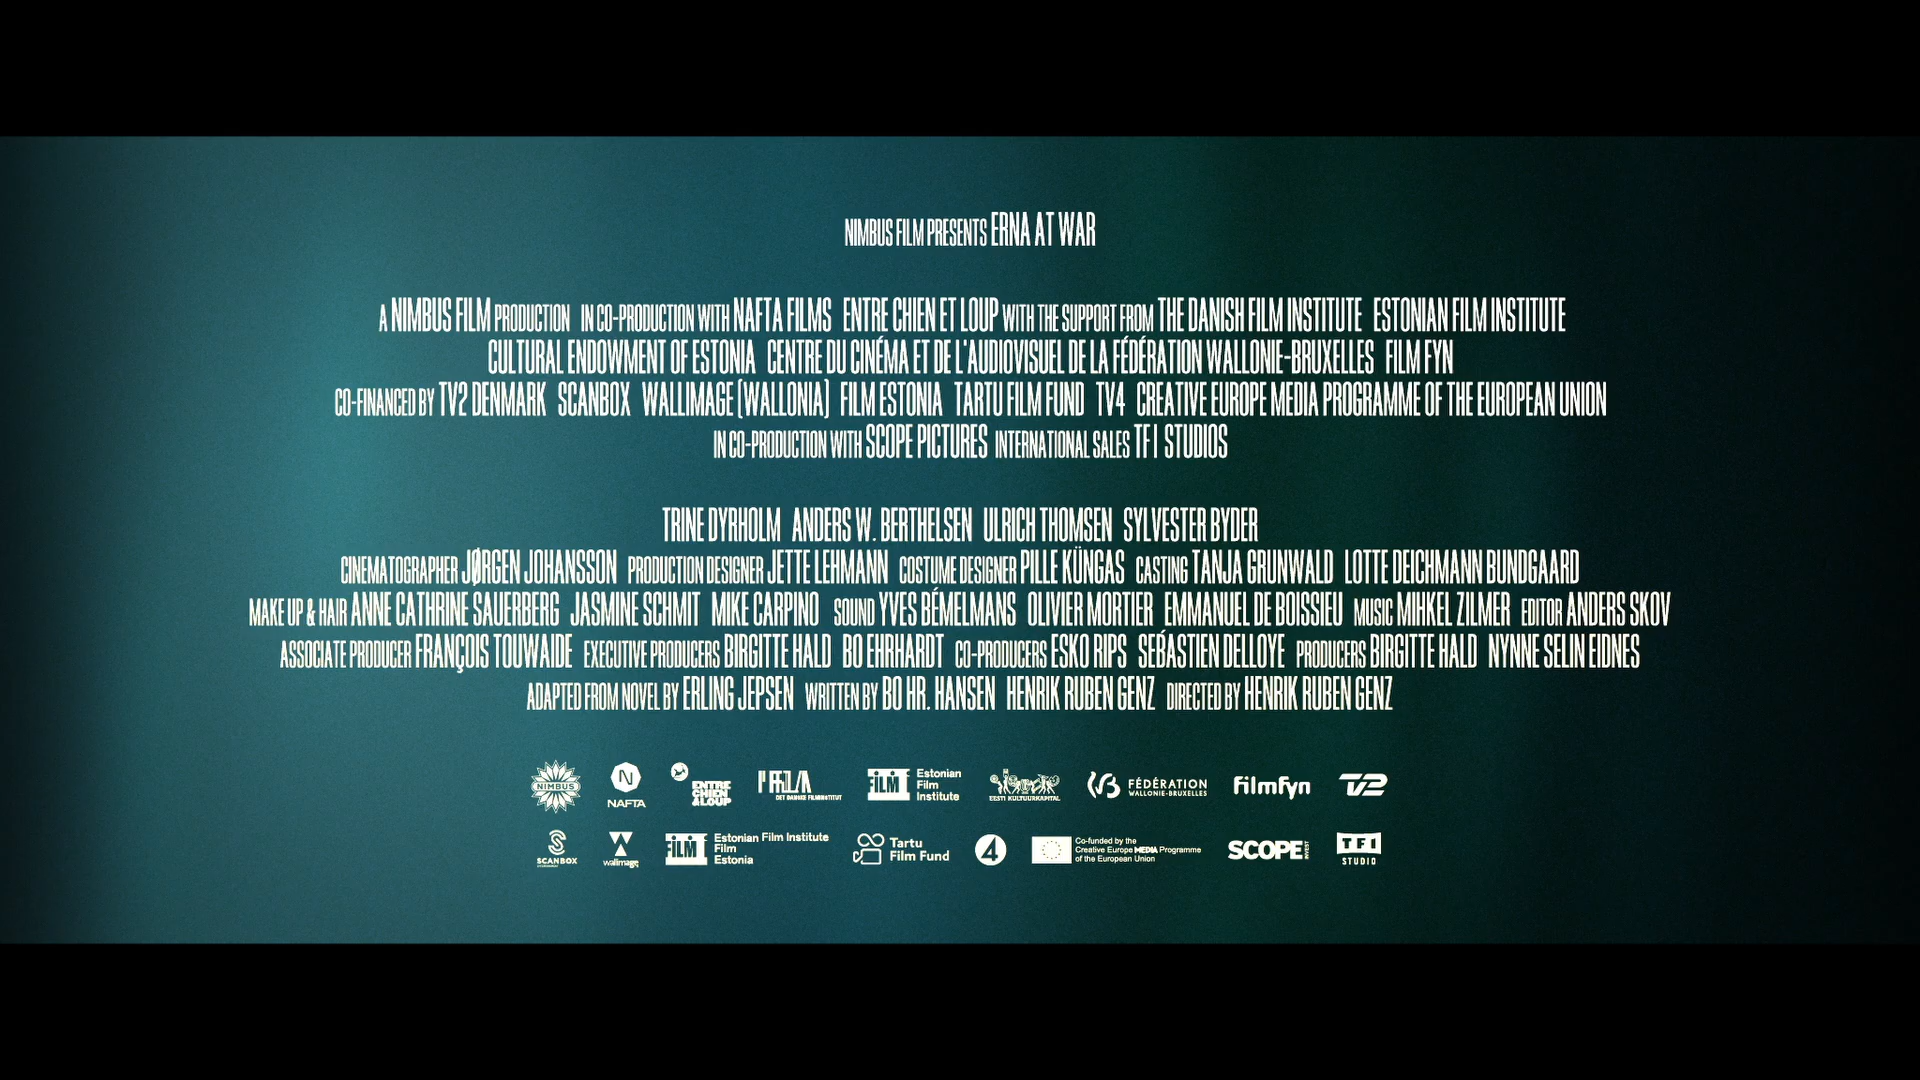 NIMBUS FILM PRESENTS ERNA AT WAR
A NIMBUS FILM PRODUCTION IN CO-PRODUCTION WITH NAFTA FILMS ENTRE CHIEN ET LOUP WITH THE SUPPORT FROM THE DANISH FILM INSTITUTE ESTONIAN FILM INSTITUTE
CULTURAL ENDOWMENT OF ESTONIA CENTRE DU CINÉMA ET DE L'AUDIOVISUEL DE LA FÉDÉRATION WALLONIE-BRUXELLES FILM FYN
CO-FINANCED BY TV2 DENMARK SCANBOX WALLIMAGE (WALLONIA) FILM ESTONIA TARTU FILM FUND TV4 CREATIVE EUROPE MEDIA PROGRAMME OF THE EUROPEAN UNION
IN CO-PRODUCTION WITH SCOPE PICTURES INTERNATIONAL SALES TF1 STUDIOS
TRINE DYRHOLM ANDERS W. BERTHELSEN ULRICH THOMSEN SYLVESTER BYDER
CINEMATOGRAPHER JØRGEN JOHANSSON PRODUCTION DESIGNER JETTE LEHMANN COSTUME DESIGNER PILLE KÜNGAS CASTING TANJA GRUNWALD LOTTE DEICHMANN BUNDGAARD
MAKE UP & HAIR ANNE CATHRINE SAUERBERG JASMINE SCHMIT MIKE CARPINO SOUND YVES BÉMELMANS OLIVIER MORTIER EMMANUEL DE BOISSIEU MUSIC MIHKEL ZILMER EDITOR ANDERS SKOV
ASSOCIATE PRODUCER FRANÇOIS TOUWAIDE EXECUTIVE PRODUCERS BIRGITTE HALD BO EHRHARDT CO-PRODUCERS ESKO RIPS SEBÁSTIEN DELLOYE PRODUCERS BIRGITTE HALD NYNNE SELIN EIDNES
ADAPTED FROM NOVEL BY ERLING JEPSEN WRITTEN BY BO HR. HANSEN HENRIK RUBEN GENZ DIRECTED BY HENRIK RUBEN GENZ
NIMBUS
N
NAFTA
ENTRE
CHIEN
&LOUP
DET DANSKE FILMINSTITUT
FILM
Estonian
Film
Institute
EESTI KULTUURKAPITAL
FÉDÉRATION
WALLONIE-BRUXELLES
filmfyn
TV2
SCANBOX
wallimage
FILM
Estonian Film Institute
Film
Estonia
Tartu
Film Fund
4
Co-funded by the
Creative Europe MEDIA Programme
of the European Union
SCOPE INVEST
TF1
STUDIO